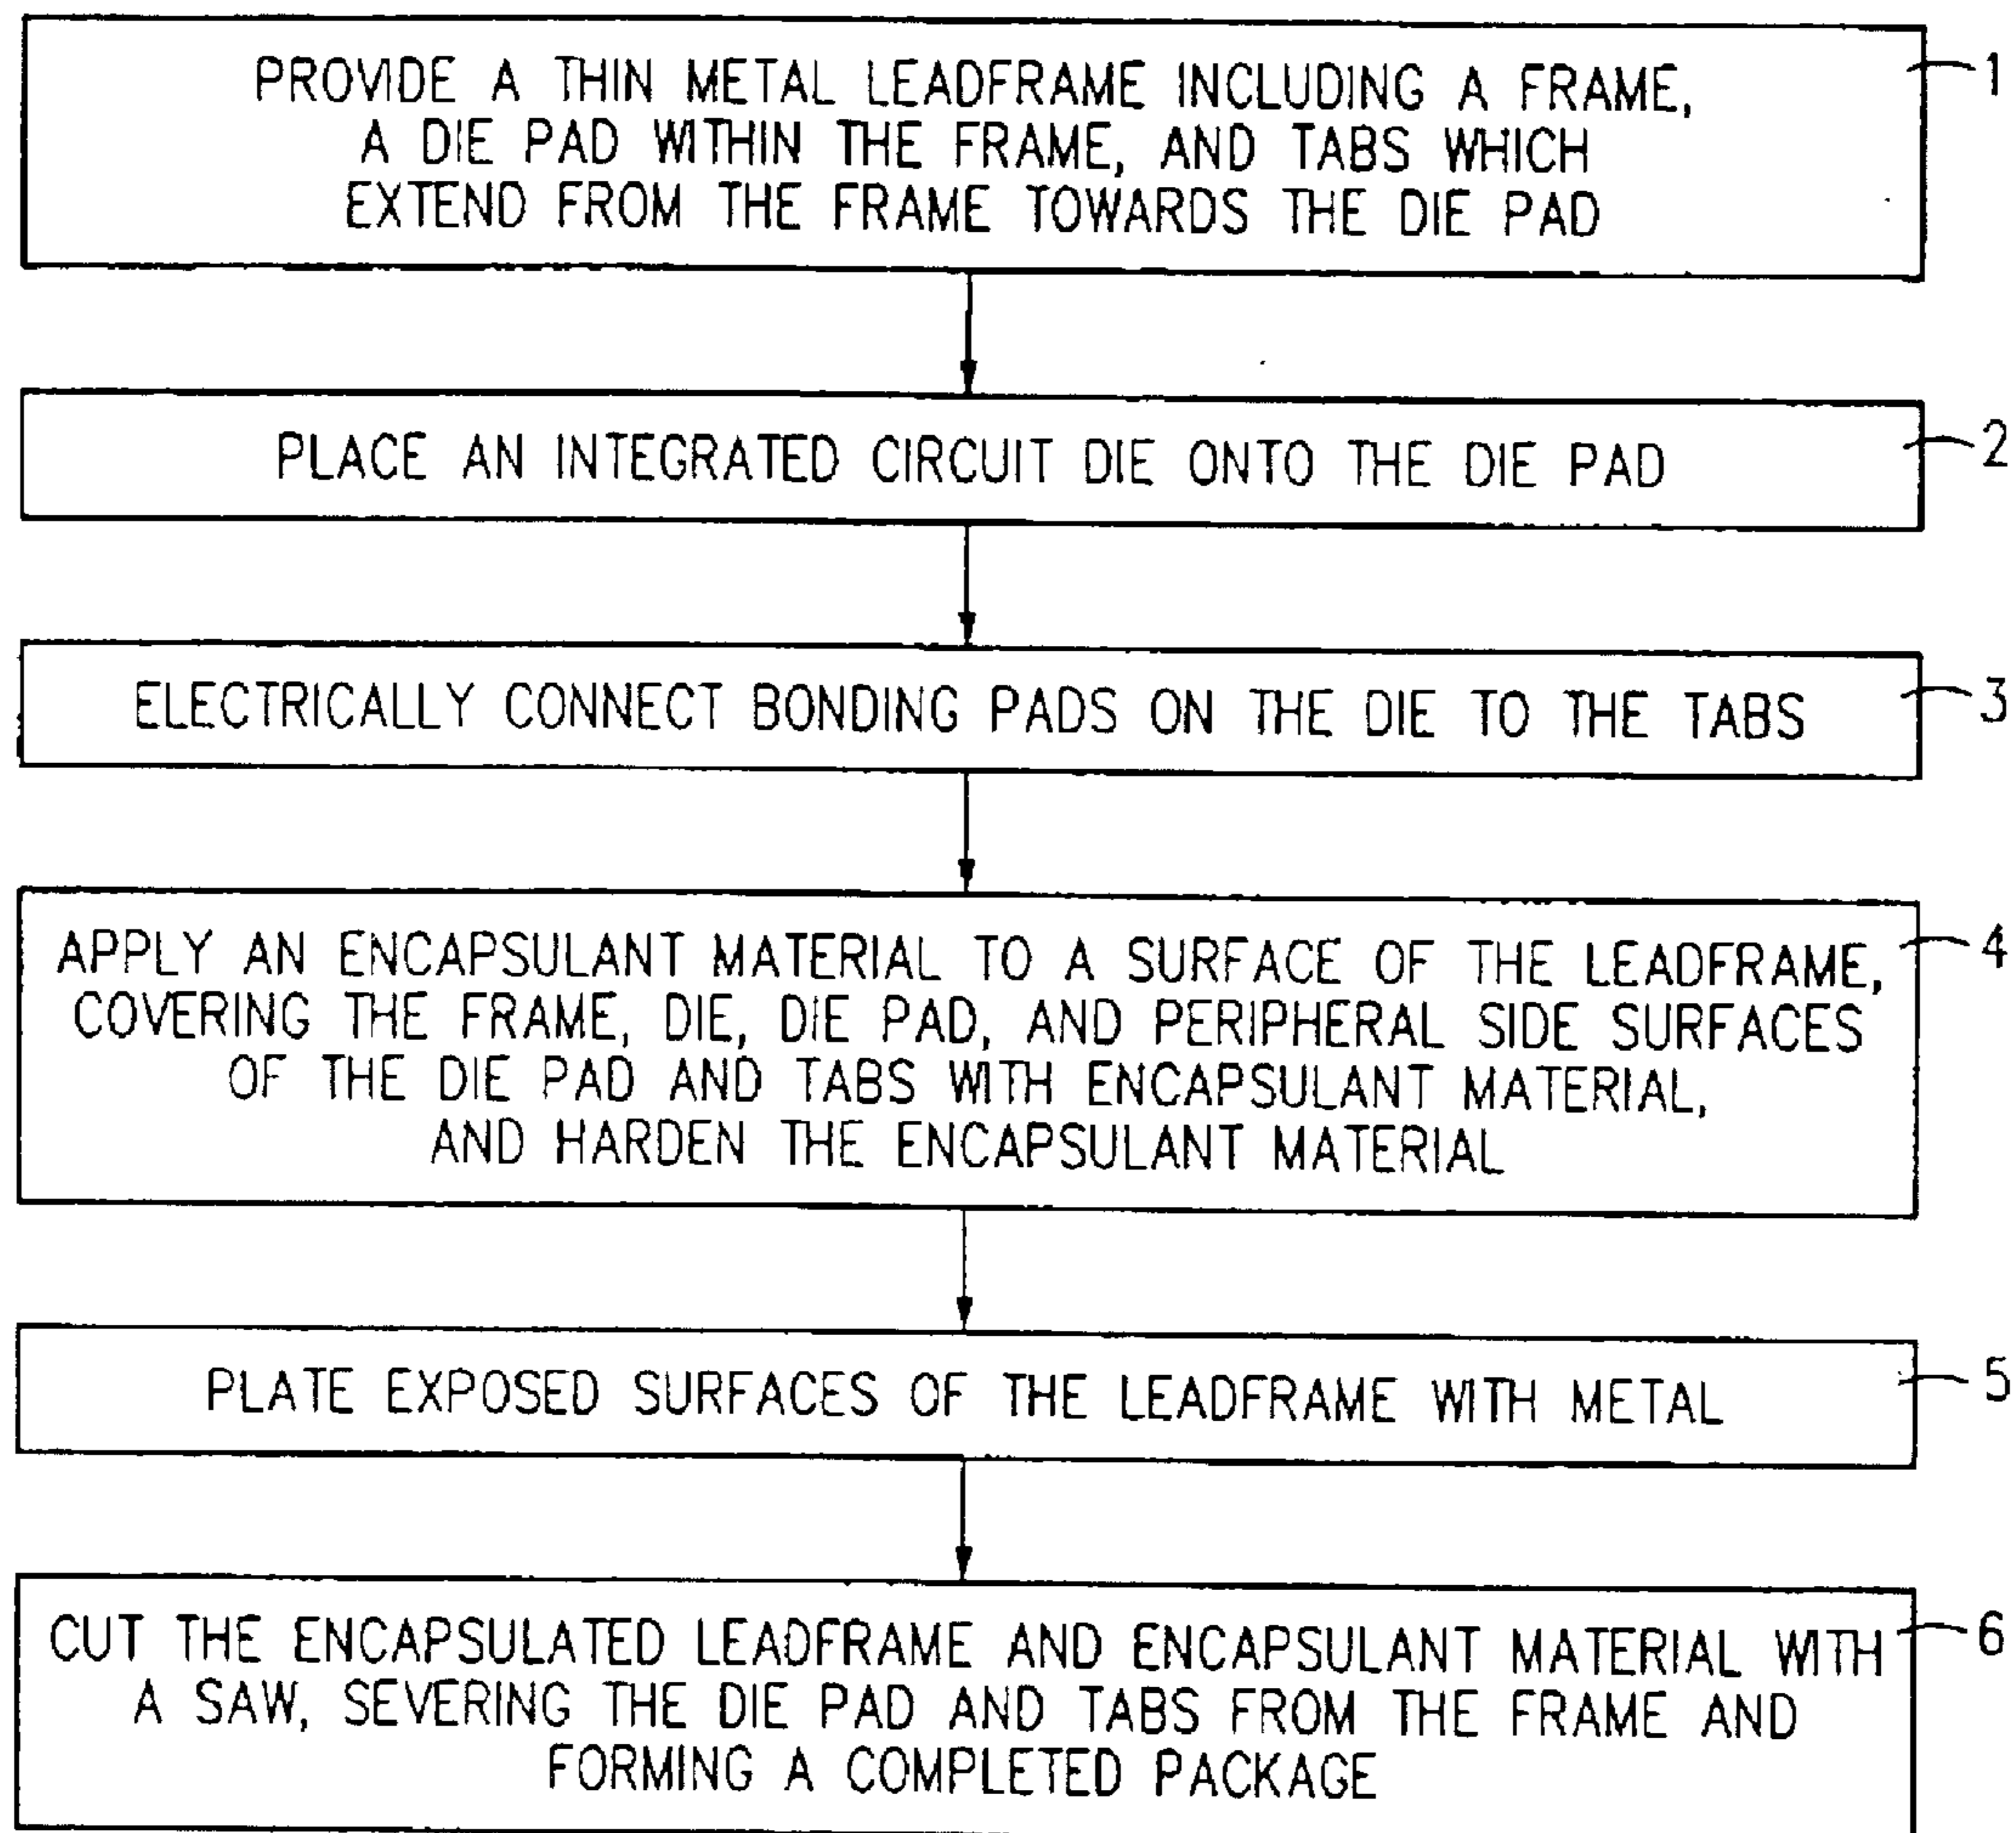 PROVIDE A THIN METAL LEADFRAME INCLUDING A FRAME,
A DIE PAD WITHIN THE FRAME, AND TABS WHICH
EXTEND FROM THE FRAME TOWARDS THE DIE PAD
1
PLACE AN INTEGRATED CIRCUIT DIE ONTO THE DIE PAD
2
ELECTRICALLY CONNECT BONDING PADS ON THE DIE TO THE TABS
3
APPLY AN ENCAPSULANT MATERIAL TO A SURFACE OF THE LEADFRAME,
COVERING THE FRAME, DIE, DIE PAD, AND PERIPHERAL SIDE SURFACES
OF THE DIE PAD AND TABS WITH ENCAPSULANT MATERIAL,
AND HARDEN THE ENCAPSULANT MATERIAL
4
PLATE EXPOSED SURFACES OF THE LEADFRAME WITH METAL
5
CUT THE ENCAPSULATED LEADFRAME AND ENCAPSULANT MATERIAL WITH
A SAW, SEVERING THE DIE PAD AND TABS FROM THE FRAME AND
FORMING A COMPLETED PACKAGE
6